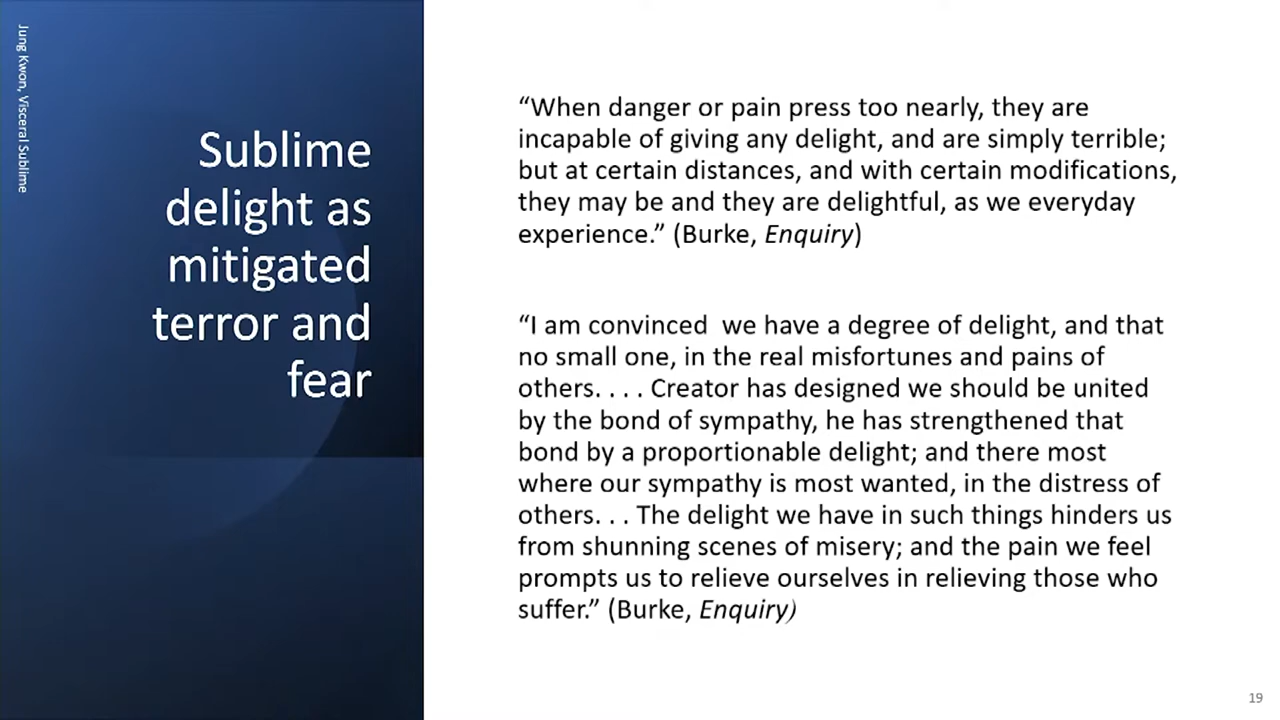 Jung Kwon, Visceral Sublime
Sublime
delight as
mitigated
terror and
fear
“When danger or pain press too nearly, they are
incapable of giving any delight, and are simply terrible;
but at certain distances, and with certain modifications,
they may be and they are delightful, as we everyday
experience.” (Burke, Enquiry)
“I am convinced  we have a degree of delight, and that
no small one, in the real misfortunes and pains of
others. . . . Creator has designed we should be united
by the bond of sympathy, he has strengthened that
bond by a proportionable delight; and there most
where our sympathy is most wanted, in the distress of
others. . . The delight we have in such things hinders us
from shunning scenes of misery; and the pain we feel
prompts us to relieve ourselves in relieving those who
suffer.” (Burke, Enquiry)
19